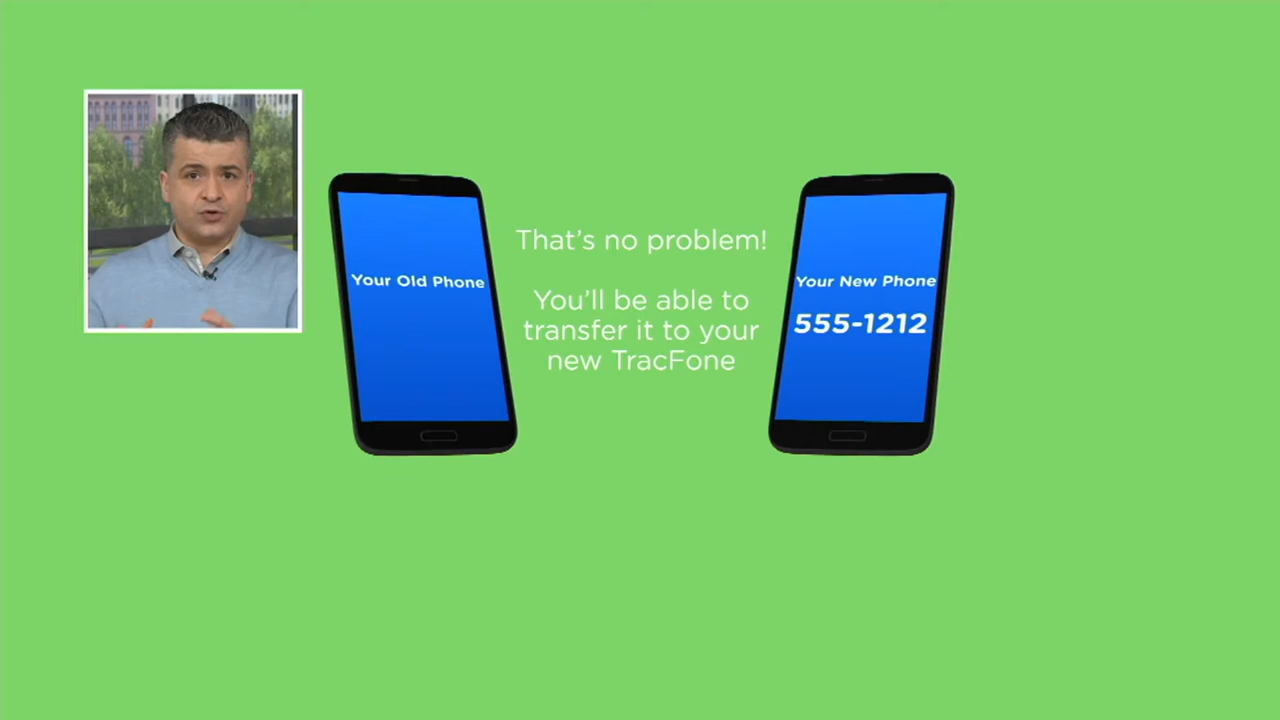 Your Old Phone
That's no problem!
You'll be able to
transfer it to your
new TracFone
Your New Phone
555-1212